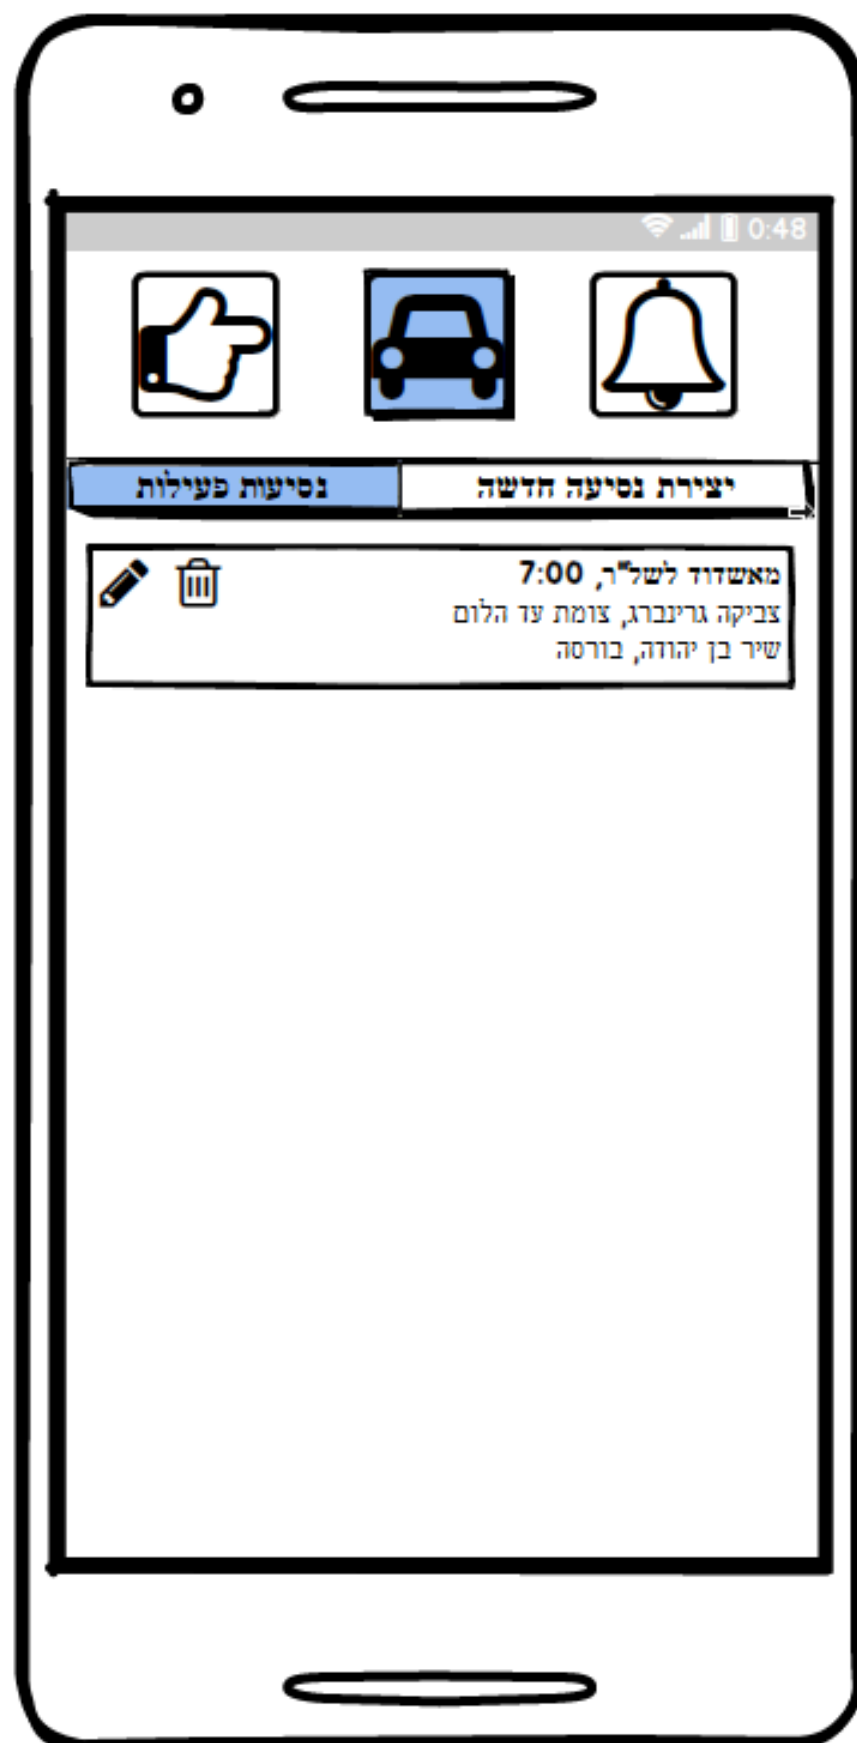 0:48
יצירת נסיעה חדשה
נסיעות פעילות
מאשדוד לשל"ר, 7:00
צביקה גרינברג, צומת עד הלום
שיר בן יהודה, בורסה